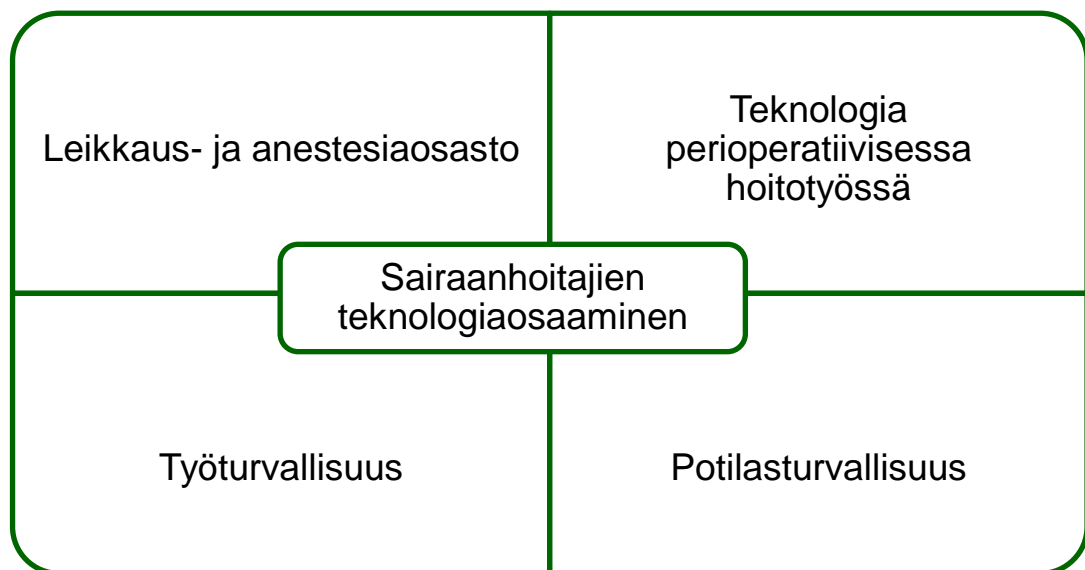 Leikkaus- ja anestesiaosasto
Teknologia
perioperatiivisessa
hoitotyössä
Sairaanhoitajien
teknologiaosaaminen
Työturvallisuus
Potilasturvallisuus